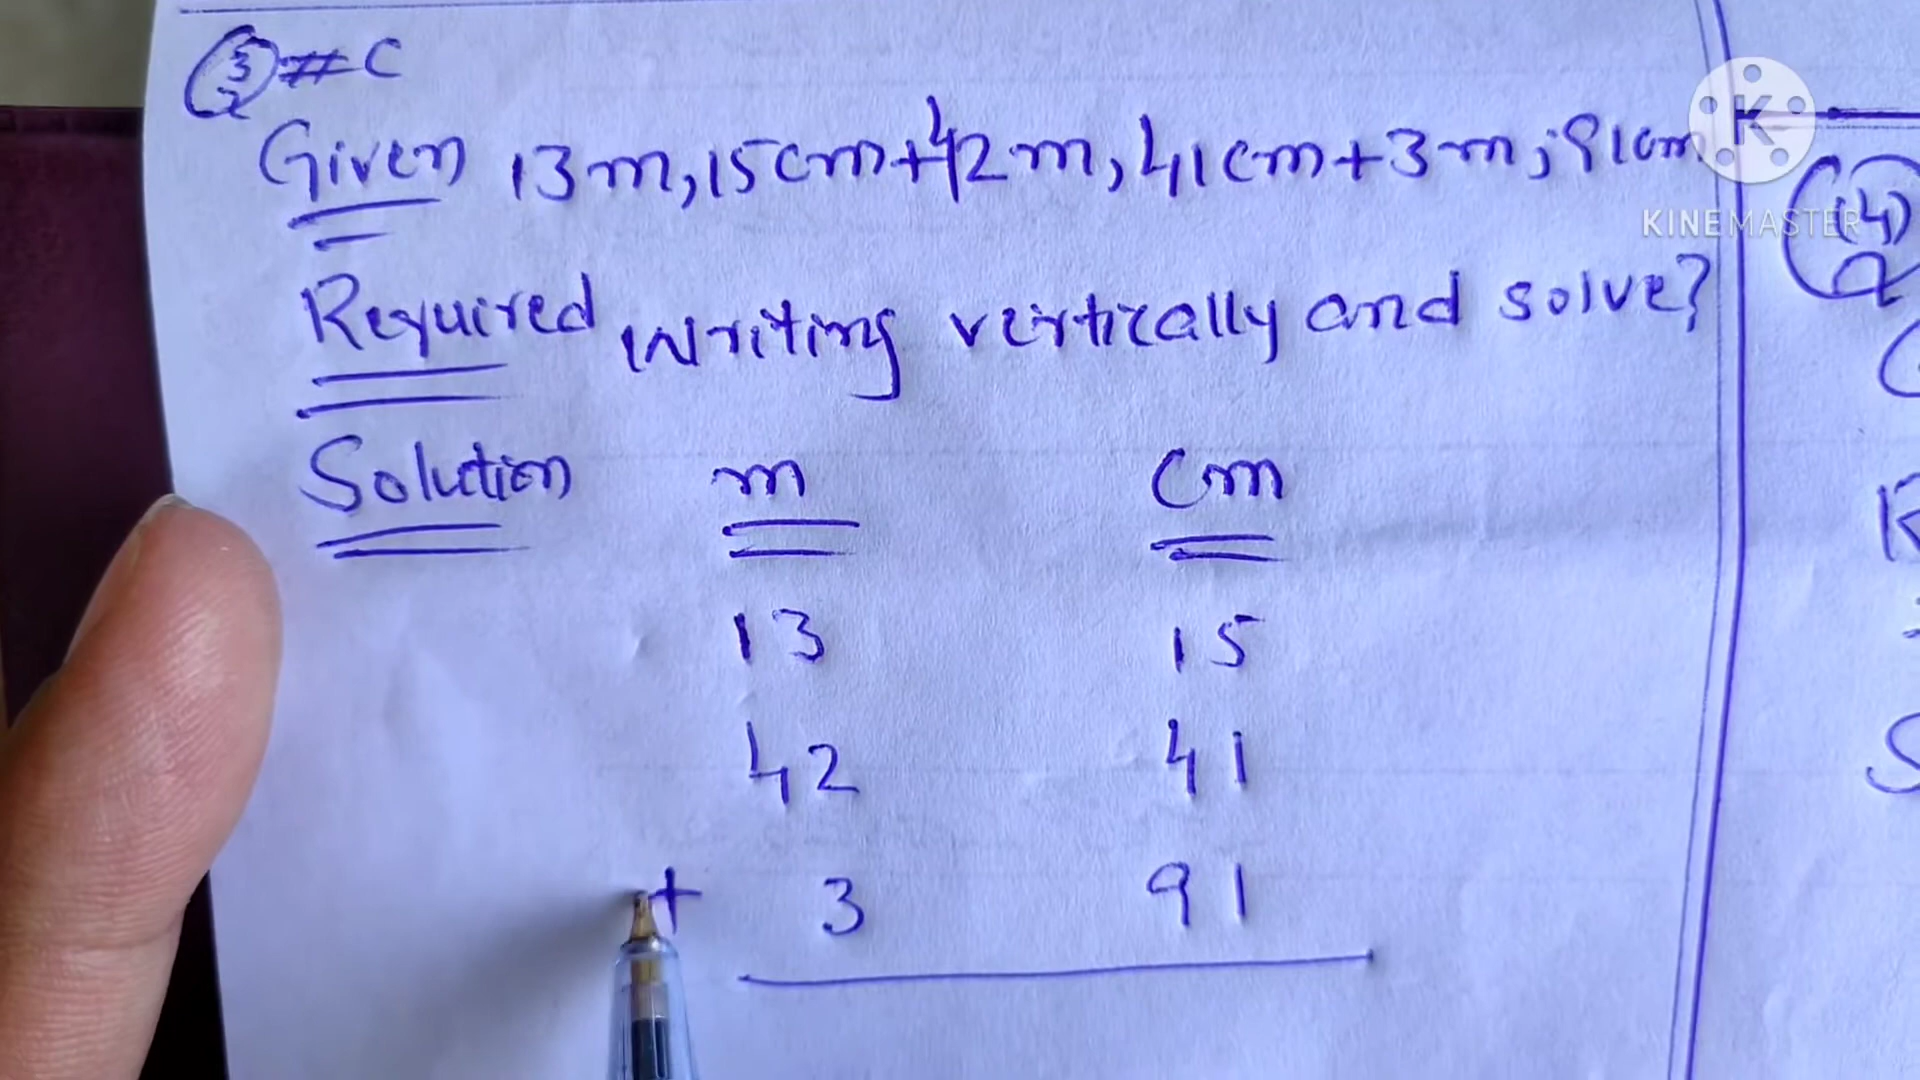 3 # C
Given 13m,15cm+42m,41cm+3m,91cm
Required writing vertically and solve?
Solution m cm
13 15
42 41
+ 3 91
K
KINEMASTER
(4)